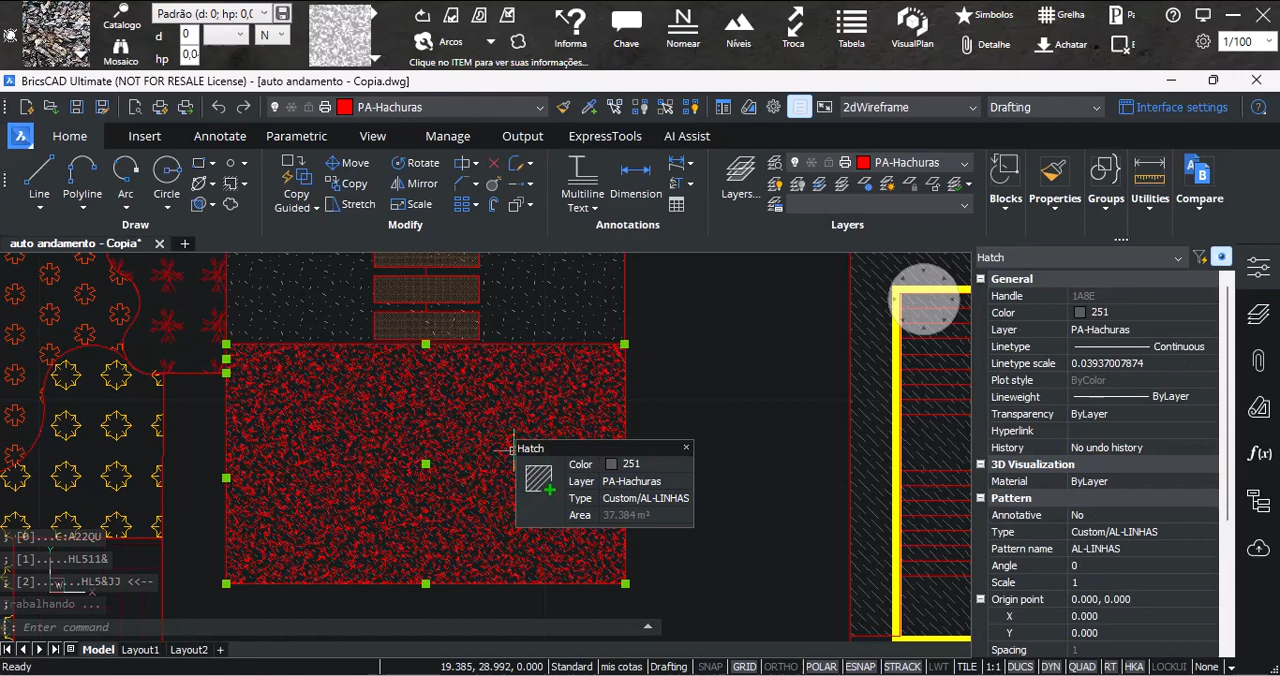 Catalogo
Mosaico
Padrão (d: 0; hp: 0,0
d 0 N
hp 0,0
Arcos
Clique no ITEM para ver suas informações...
Informa
Chave
Nomear
Níveis
Troca
Tabela
VisualPlan
Simbolos
Detalhe
Grelha
Achatar
1/100
BricsCAD Ultimate (NOT FOR RESALE License) - [auto andamento - Copia.dwg]
PA-Hachuras
2dWireframe
Drafting
Interface settings
Home Insert Annotate Parametric View Manage Output ExpressTools AI Assist
Line
Polyline
Arc
Circle
Draw
Copy Guided
Move
Copy
Stretch
Rotate
Mirror
Scale
Modify
Multiline Text
Dimension
Annotations
Layers...
PA-Hachuras
Layers
Blocks
Properties
Groups
Utilities
Compare
auto andamento - Copia*
Hatch
General
Handle 1A8E
Color 251
Layer PA-Hachuras
Linetype Continuous
Linetype scale 0.03937007874
Plot style ByColor
Lineweight ByLayer
Transparency ByLayer
Hyperlink
History No undo history
3D Visualization
Material ByLayer
Pattern
Annotative No
Type Custom/AL-LINHAS
Pattern name AL-LINHAS
Angle 0
Scale 1
Origin point 0.000, 0.000
X 0.000
Y 0.000
Spacing 1
Hatch
Color 251
Layer PA-Hachuras
Type Custom/AL-LINHAS
Area 37.384 m²
; [0]...C:A22QU
; [1].....HL511&
; [2].......HL5&JJ <<--
Y
W
X
Trabalhando ...
: Enter command
Model Layout1 Layout2 +
Ready
19.385, 28.992, 0.000 Standard mis cotas Drafting SNAP GRID ORTHO POLAR ESNAP STRACK LWT TILE 1:1 DUCS DYN QUAD RT HKA LOCKUI None